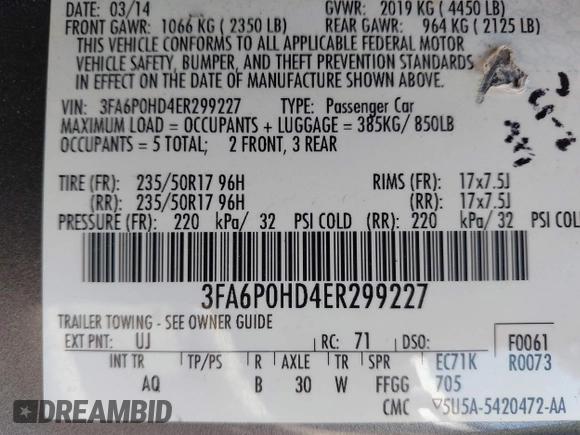 DATE: 03/14 GVWR: 2019 KG ( 4450 LB)
FRONT GAWR: 1066 KG ( 2350 LB) REAR GAWR: 964 KG ( 2125 LB)
THIS VEHICLE CONFORMS TO ALL APPLICABLE FEDERAL MOTOR
VEHICLE SAFETY, BUMPER, AND THEFT PREVENTION STANDARDS
IN EFFECT ON THE DATE OF MANUFACTURE SHOWN ABOVE.
VIN: 3FA6P0HD4ER299227 TYPE: Passenger Car
MAXIMUM LOAD = OCCUPANTS + LUGGAGE = 385KG/ 850LB
OCCUPANTS = 5 TOTAL; 2 FRONT, 3 REAR
TIRE (FR): 235/50R17 96H RIMS (FR): 17x7.5J
(RR): 235/50R17 96H (RR): 17x7.5J
PRESSURE (FR): 220 kPa/ 32 PSI COLD (RR): 220 kPa/ 32 PSI COLD
3FA6P0HD4ER299227
TRAILER TOWING - SEE OWNER GUIDE
EXT PNT: UJ RC: 71 DSO: F0061
INT TR TP/PS R AXLE TR SPR EC71K R0073
AQ B 30 W FFGG 705
CMC 5U5A-5420472-AA
DREAMBID